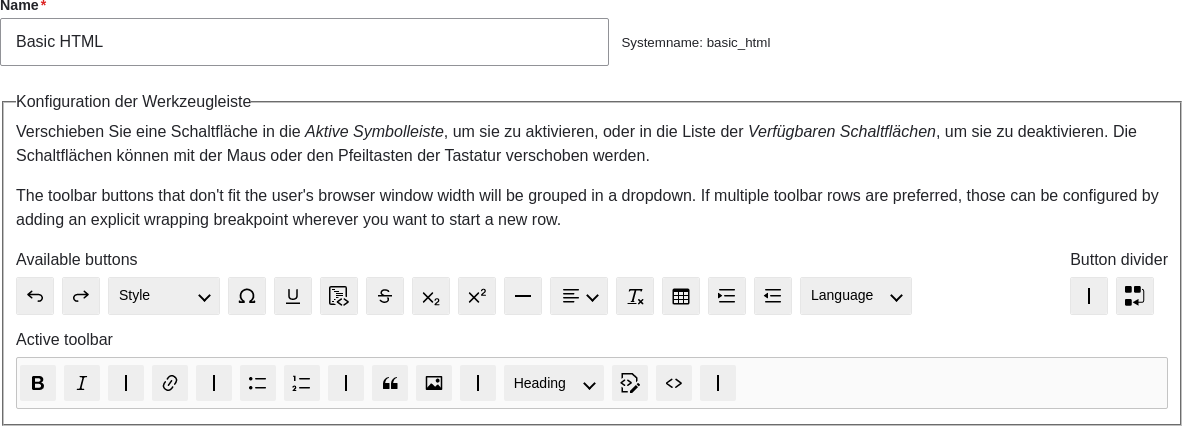 Name*
Basic HTML
Systemname: basic_html
Konfiguration der Werkzeugleiste
Verschieben Sie eine Schaltfläche in die Aktive Symbolleiste, um sie zu aktivieren, oder in die Liste der Verfügbaren Schaltflächen, um sie zu deaktivieren. Die
Schaltflächen können mit der Maus oder den Pfeiltasten der Tastatur verschoben werden.
The toolbar buttons that don't fit the user's browser window width will be grouped in a dropdown. If multiple toolbar rows are preferred, those can be configured by
adding an explicit wrapping breakpoint wherever you want to start a new row.
Available buttons
Button divider
Style
Language
Active toolbar
Heading